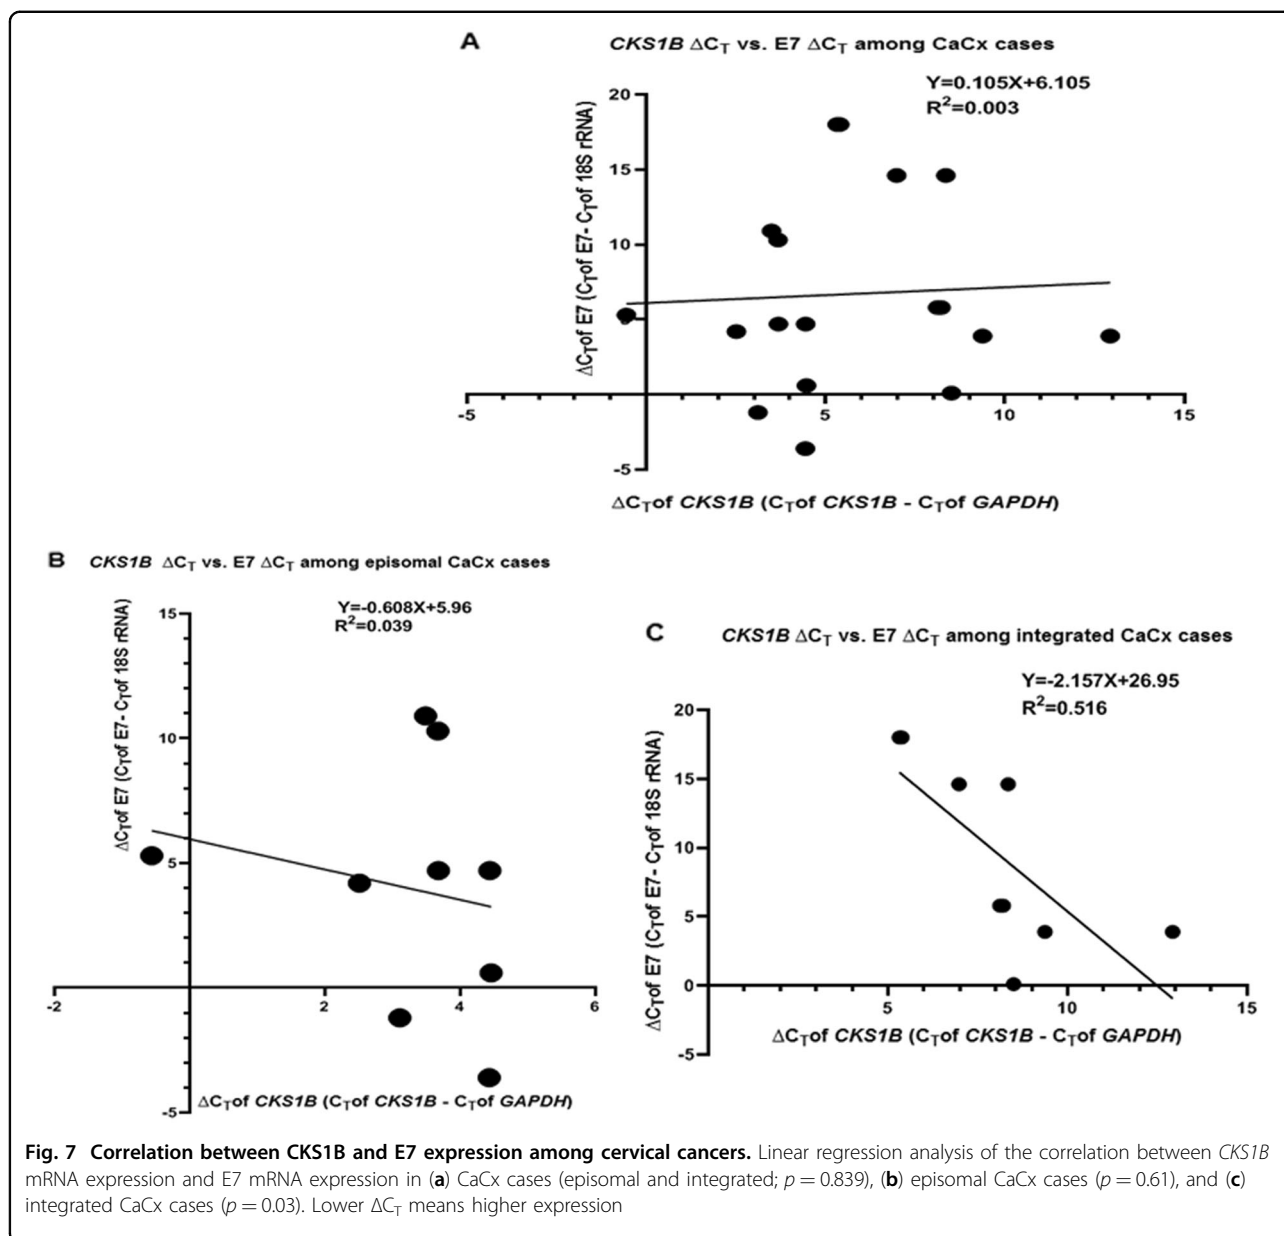 A CKS1B ΔCT vs. E7 ΔCT among CaCx cases
Y=0.105X+6.105
R2=0.003
20
15
10
5
-5
-5
5
10
15
ΔCTof E7 (CTof E7- CTof 18S rRNA)
ΔCTof CKS1B (CTof CKS1B - CTof GAPDH)
B CKS1B ΔCT vs. E7 ΔCT among episomal CaCx cases
Y=-0.608X+5.96
R2=0.039
15
10
5
-5
-2
2
4
6
ΔCTof E7 (CTof E7- CTof 18S rRNA)
ΔCTof CKS1B (CTof CKS1B - CTof GAPDH)
C CKS1B ΔCT vs. E7 ΔCT among integrated CaCx cases
Y=-2.157X+26.95
R2=0.516
20
15
10
5
0
-5
5
10
15
ΔCTof E7 (CTof E7- CTof 18S rRNA)
ΔCTof CKS1B (CTof CKS1B - CTof GAPDH)
Fig. 7 Correlation between CKS1B and E7 expression among cervical cancers. Linear regression analysis of the correlation between CKS1B
mRNA expression and E7 mRNA expression in (a) CaCx cases (episomal and integrated; p = 0.839), (b) episomal CaCx cases (p = 0.61), and (c)
integrated CaCx cases (p = 0.03). Lower ΔCT means higher expression